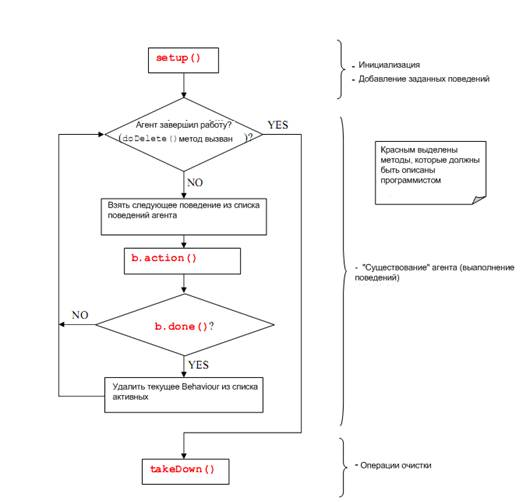 setup()
- Инициализация
- Добавление заданных поведений
Агент завершил работу?
(doDelete() метод вызван )?
YES
NO
Красным выделены
методы, которые должны
быть описаны
программистом
Взять следующее поведение из списка
поведений агента
b.action()
- "Существование" агента (выаполнение
поведений)
NO
b.done()?
YES
Удалить текущее Behaviour из списка
активных
takeDown()
- Операции очистки